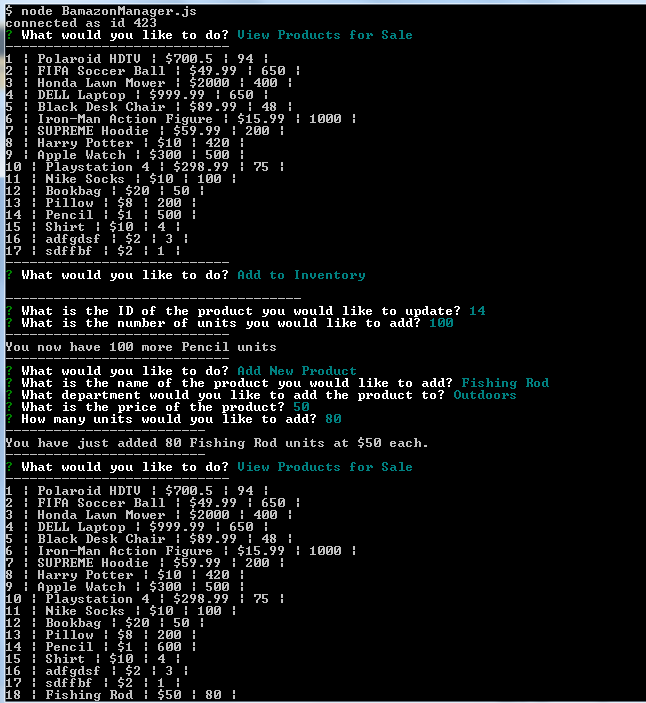 $ node BamazonManager.js
connected as id 423
? What would you like to do? View Products for Sale
----------------------------
1 ¦ Polaroid HDTV ¦ $700.5 ¦ 94 ¦
2 ¦ FIFA Soccer Ball ¦ $49.99 ¦ 650 ¦
3 ¦ Honda Lawn Mower ¦ $2000 ¦ 400 ¦
4 ¦ DELL Laptop ¦ $999.99 ¦ 650 ¦
5 ¦ Black Desk Chair ¦ $89.99 ¦ 48 ¦
6 ¦ Iron-Man Action Figure ¦ $15.99 ¦ 1000 ¦
7 ¦ SUPREME Hoodie ¦ $59.99 ¦ 200 ¦
8 ¦ Harry Potter ¦ $10 ¦ 420 ¦
9 ¦ Apple Watch ¦ $300 ¦ 500 ¦
10 ¦ Playstation 4 ¦ $298.99 ¦ 75 ¦
11 ¦ Nike Socks ¦ $10 ¦ 100 ¦
12 ¦ Bookbag ¦ $20 ¦ 50 ¦
13 ¦ Pillow ¦ $8 ¦ 200 ¦
14 ¦ Pencil ¦ $1 ¦ 500 ¦
15 ¦ Shirt ¦ $10 ¦ 4 ¦
16 ¦ adfgdsf ¦ $2 ¦ 3 ¦
17 ¦ sdffbf ¦ $2 ¦ 1 ¦
----------------------------
? What would you like to do? Add to Inventory
-------------------------------------
? What is the ID of the product you would like to update? 14
? What is the number of units you would like to add? 100
----------------------------
You now have 100 more Pencil units
----------------------------
? What would you like to do? Add New Product
? What is the name of the product you would like to add? Fishing Rod
? What department would you like to add the product to? Outdoors
? What is the price of the product? 50
? How many units would you like to add? 80
-------------------------
You have just added 80 Fishing Rod units at $50 each.
-------------------------
? What would you like to do? View Products for Sale
----------------------------
1 ¦ Polaroid HDTV ¦ $700.5 ¦ 94 ¦
2 ¦ FIFA Soccer Ball ¦ $49.99 ¦ 650 ¦
3 ¦ Honda Lawn Mower ¦ $2000 ¦ 400 ¦
4 ¦ DELL Laptop ¦ $999.99 ¦ 650 ¦
5 ¦ Black Desk Chair ¦ $89.99 ¦ 48 ¦
6 ¦ Iron-Man Action Figure ¦ $15.99 ¦ 1000 ¦
7 ¦ SUPREME Hoodie ¦ $59.99 ¦ 200 ¦
8 ¦ Harry Potter ¦ $10 ¦ 420 ¦
9 ¦ Apple Watch ¦ $300 ¦ 500 ¦
10 ¦ Playstation 4 ¦ $298.99 ¦ 75 ¦
11 ¦ Nike Socks ¦ $10 ¦ 100 ¦
12 ¦ Bookbag ¦ $20 ¦ 50 ¦
13 ¦ Pillow ¦ $8 ¦ 200 ¦
14 ¦ Pencil ¦ $1 ¦ 600 ¦
15 ¦ Shirt ¦ $10 ¦ 4 ¦
16 ¦ adfgdsf ¦ $2 ¦ 3 ¦
17 ¦ sdffbf ¦ $2 ¦ 1 ¦
18 ¦ Fishing Rod ¦ $50 ¦ 80 ¦